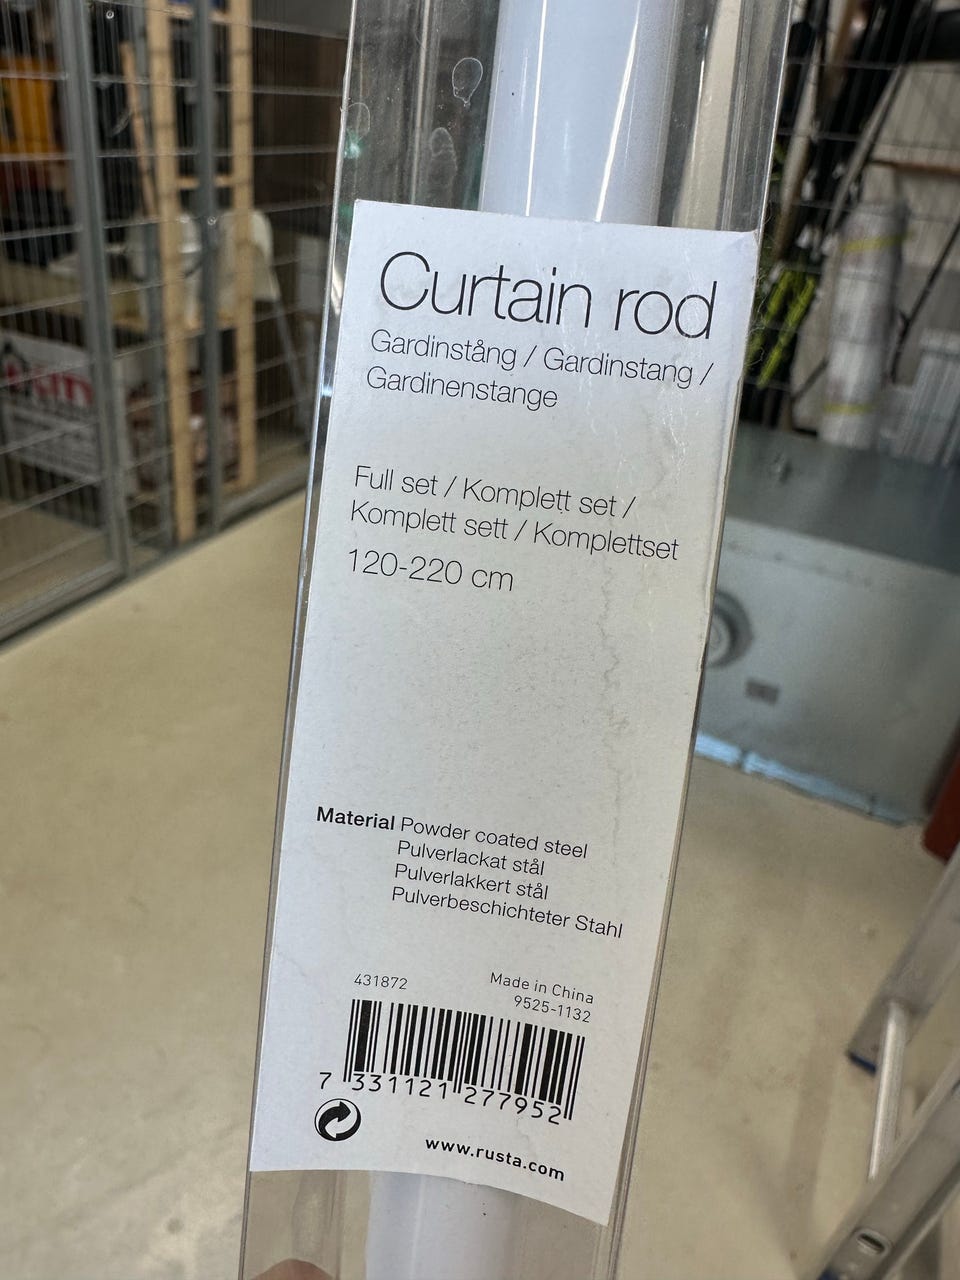 Curtain rod
Gardinstång / Gardinstang /
Gardinenstange
Full set / Komplett set /
Komplett sett / Komplettset
120-220 cm
Material Powder coated steel
Pulverlackat stål
Pulverlakkert stål
Pulverbeschichteter Stahl
431872
Made in China
9525-1132
7 331121 277952
www.rusta.com